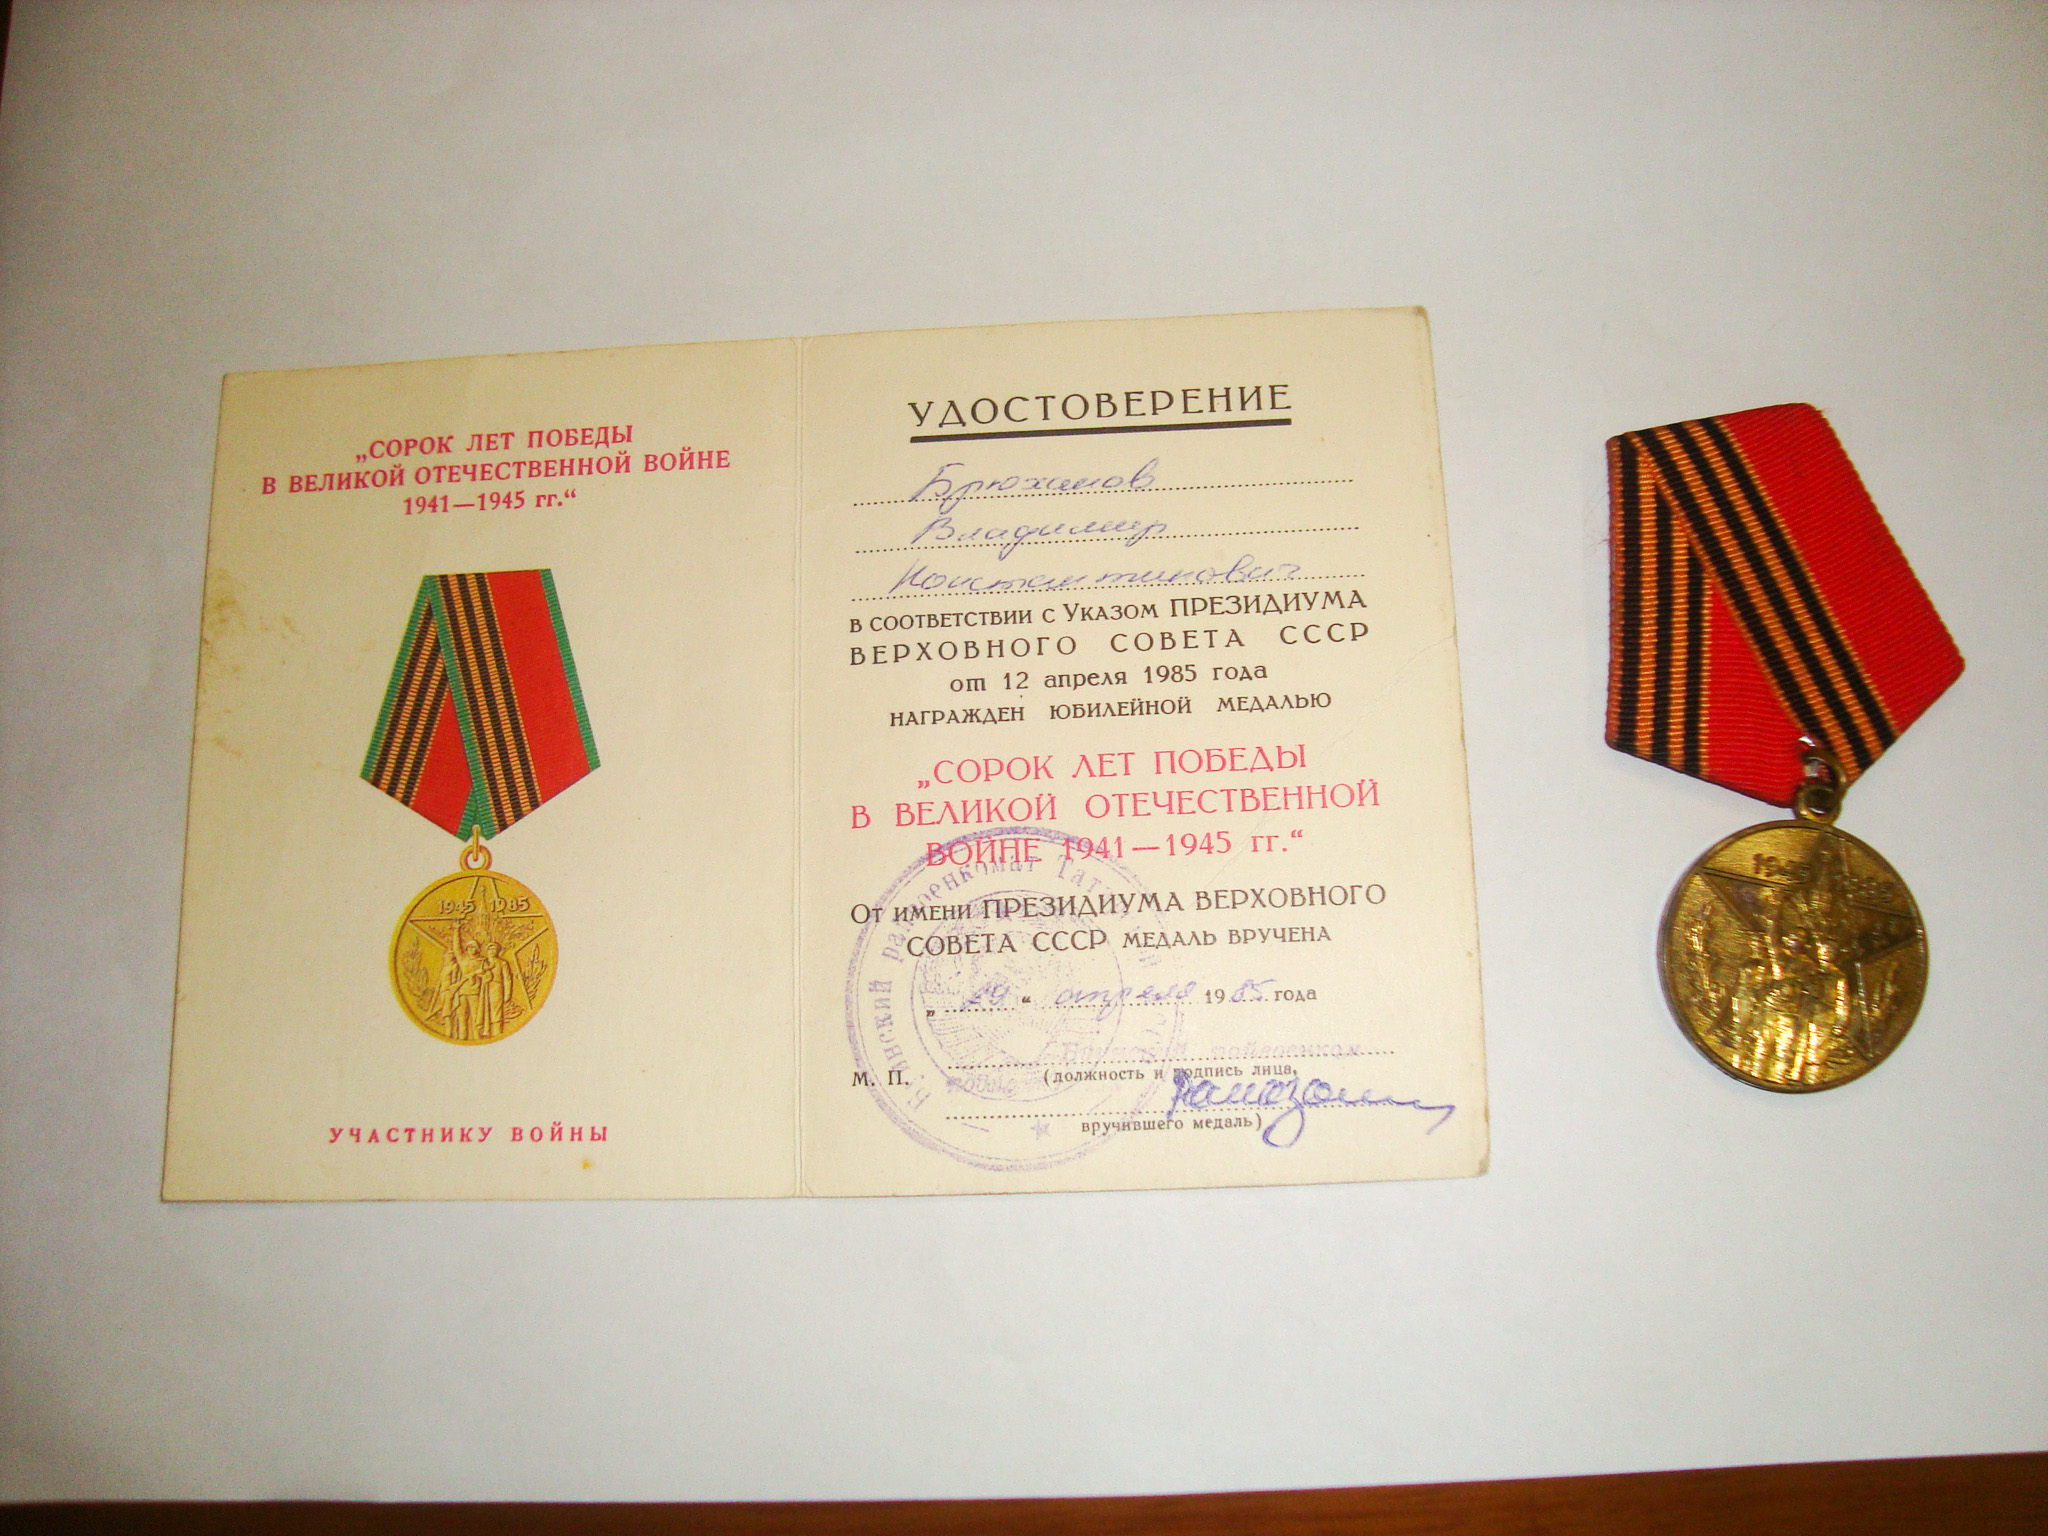 „СОРОК ЛЕТ ПОБЕДЫ
В ВЕЛИКОЙ ОТЕЧЕСТВЕННОЙ ВОЙНЕ
1941—1945 гг.“
1945 1985
УЧАСТНИКУ ВОЙНЫ
УДОСТОВЕРЕНИЕ
Брюханов
Владимир
Константинович
в соответствии с Указом ПРЕЗИДИУМА
ВЕРХОВНОГО СОВЕТА СССР
от 12 апреля 1985 года
НАГРАЖДЕН ЮБИЛЕЙНОЙ МЕДАЛЬЮ
„СОРОК ЛЕТ ПОБЕДЫ
В ВЕЛИКОЙ ОТЕЧЕСТВЕННОЙ
ВОЙНЕ 1941—1945 гг.“
От имени ПРЕЗИДИУМА ВЕРХОВНОГО
СОВЕТА СССР МЕДАЛЬ ВРУЧЕНА
„29“ апреля 1985 года
М. П.
(должность и подпись лица,
вручившего медаль)
1945 1985